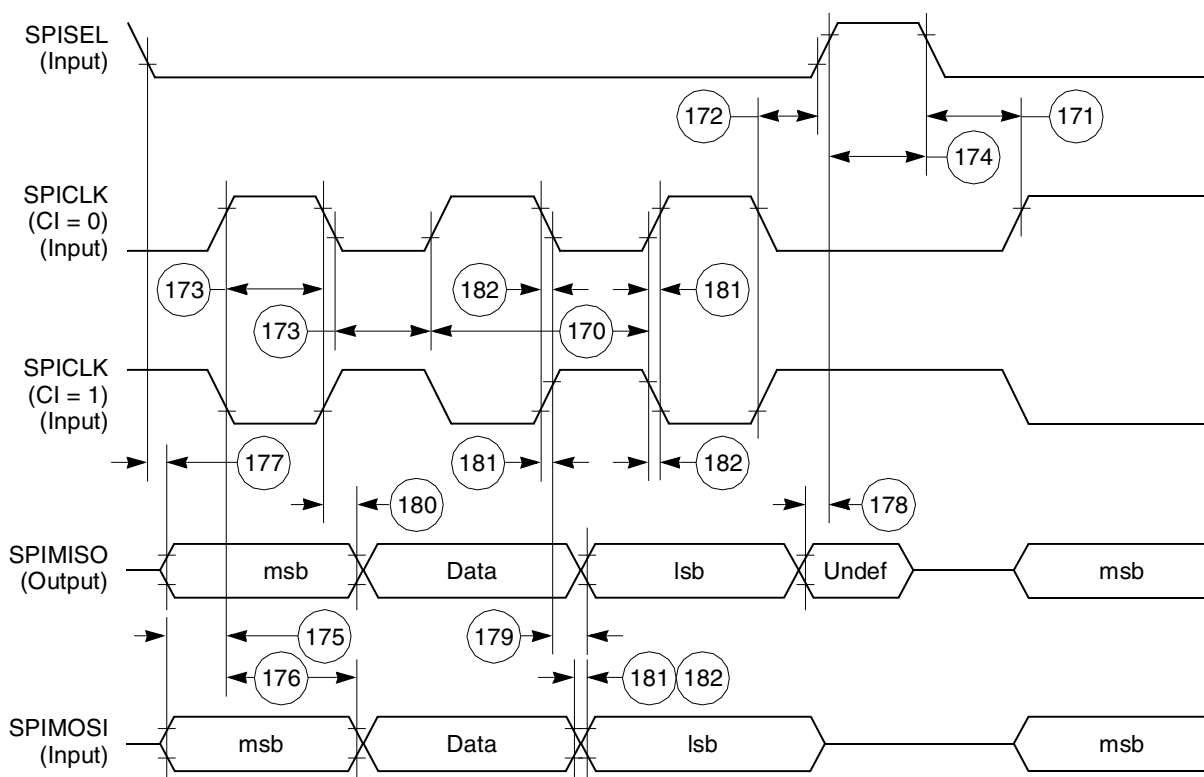 SPISEL
(Input)
172
171
174
SPICLK
(CI = 0)
(Input)
173
182
181
173
170
SPICLK
(CI = 1)
(Input)
177
181
182
180
178
SPIMISO
(Output)
msb
Data
lsb
Undef
msb
175
179
176
181
182
SPIMOSI
(Input)
msb
Data
lsb
msb